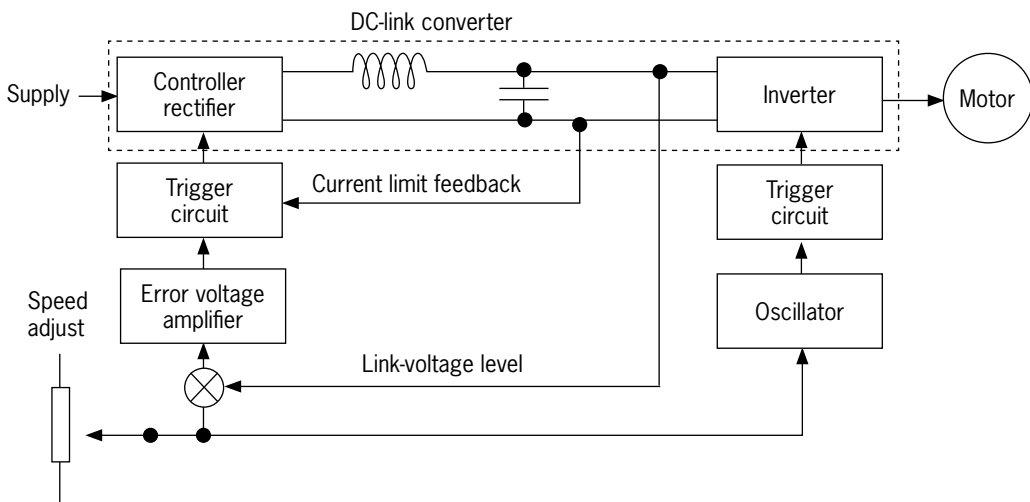 DC-link converter
Supply
Controller
rectifier
Inverter
Motor
Trigger
circuit
Current limit feedback
Trigger
circuit
Speed
adjust
Error voltage
amplifier
Oscillator
Link-voltage level